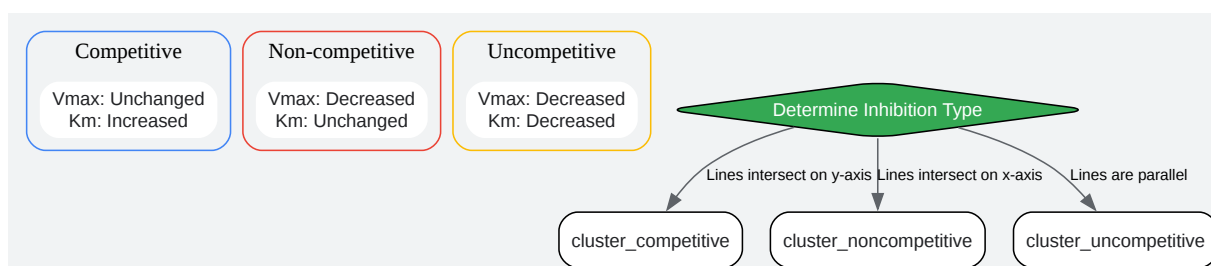 Competitive
Vmax: Unchanged
Km: Increased
Non-competitive
Vmax: Decreased
Km: Unchanged
Uncompetitive
Vmax: Decreased
Km: Decreased
Determine Inhibition Type
Lines intersect on y-axis
Lines intersect on x-axis
Lines are parallel
cluster_competitive
cluster_noncompetitive
cluster_uncompetitive